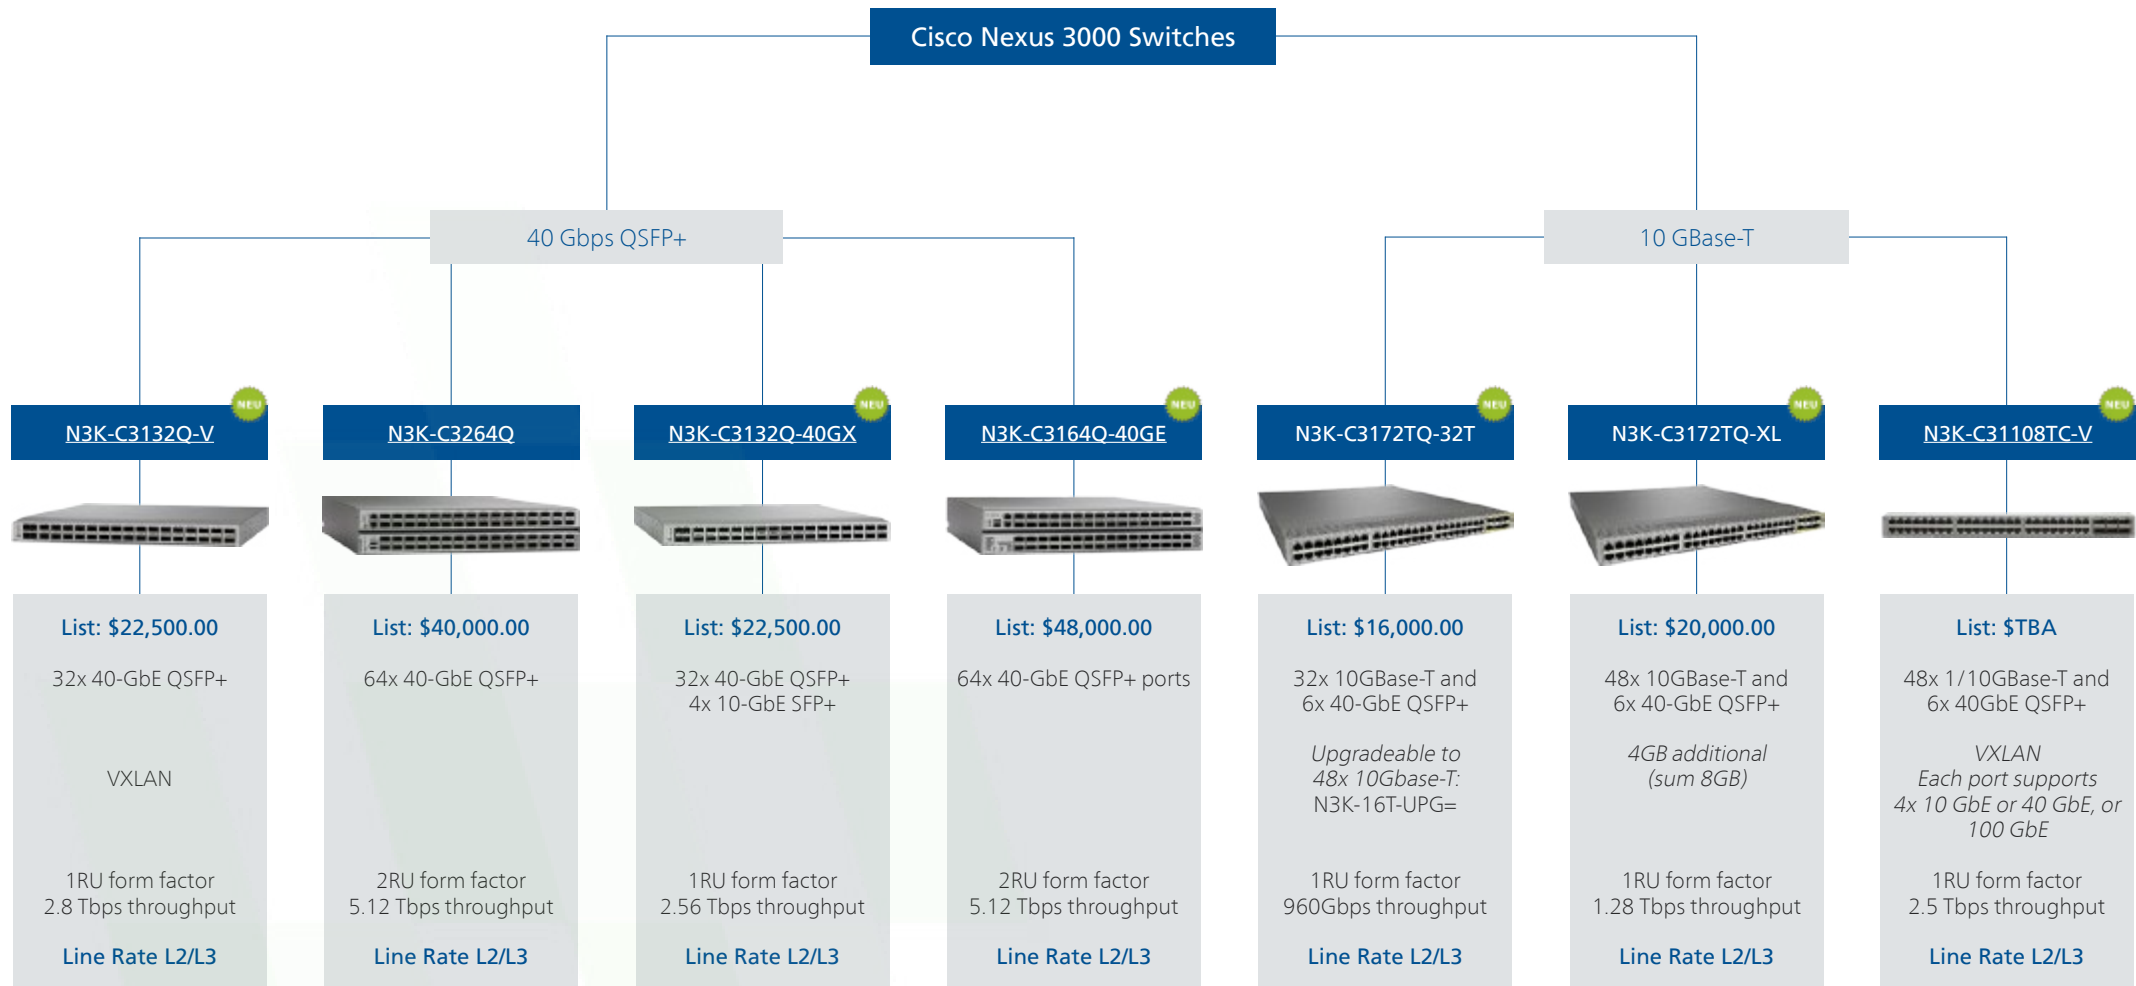 Cisco Nexus 3000 Switches
40 Gbps QSFP+
10 GBase-T
NEU
N3K-C3132Q-V
N3K-C3264Q
NEU
N3K-C3132Q-40GX
NEU
N3K-C3164Q-40GE
NEU
N3K-C3172TQ-32T
NEU
N3K-C3172TQ-XL
NEU
N3K-C31108TC-V
List: $22,500.00
32x 40-GbE QSFP+
VXLAN
1RU form factor
2.8 Tbps throughput
Line Rate L2/L3
List: $40,000.00
64x 40-GbE QSFP+
2RU form factor
5.12 Tbps throughput
Line Rate L2/L3
List: $22,500.00
32x 40-GbE QSFP+
4x 10-GbE SFP+
1RU form factor
2.56 Tbps throughput
Line Rate L2/L3
List: $48,000.00
64x 40-GbE QSFP+ ports
2RU form factor
5.12 Tbps throughput
Line Rate L2/L3
List: $16,000.00
32x 10GBase-T and
6x 40-GbE QSFP+
Upgradeable to
48x 10Gbase-T:
N3K-16T-UPG=
1RU form factor
960Gbps throughput
Line Rate L2/L3
List: $20,000.00
48x 10GBase-T and
6x 40-GbE QSFP+
4GB additional
(sum 8GB)
1RU form factor
1.28 Tbps throughput
Line Rate L2/L3
List: $TBA
48x 1/10GBase-T and
6x 40GbE QSFP+
VXLAN
Each port supports
4x 10 GbE or 40 GbE, or
100 GbE
1RU form factor
2.5 Tbps throughput
Line Rate L2/L3